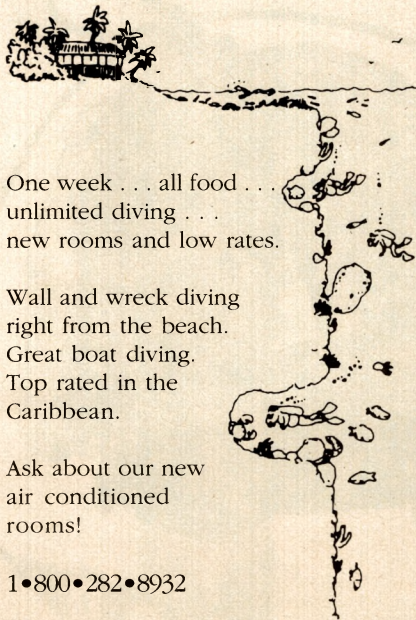 One week . . . all food . . .
unlimited diving . . .
new rooms and low rates.
Wall and wreck diving
right from the beach.
Great boat diving.
Top rated in the
Caribbean.
Ask about our new
air conditioned
rooms!
1•800•282•8932